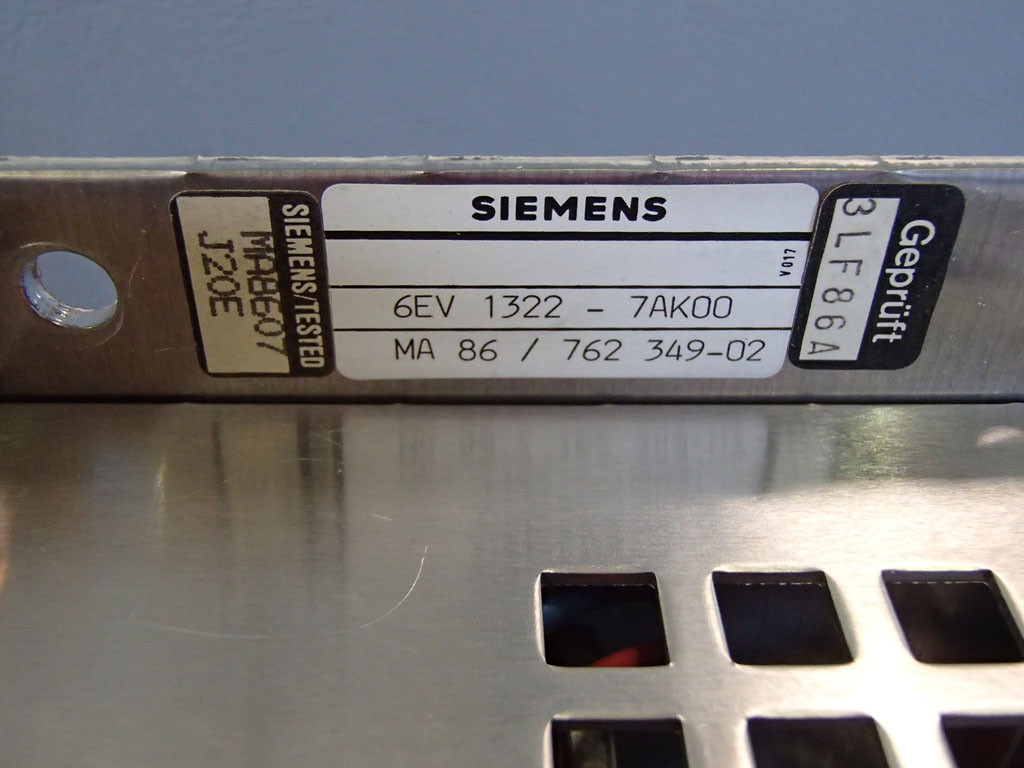 SIEMENS/TESTED
MA8607
J20E
SIEMENS
V017
6EV 1322 - 7AK00
MA 86 / 762 349-02
Geprüft
3LF86A